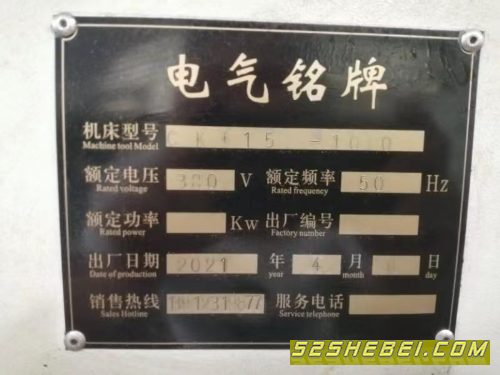 电气铭牌
机床型号
Machine tool Model
额定电压 380 V 额定频率 50 Hz
Rated voltage Rated frequency
额定功率 Kw 出厂编号
Rated power Factory number
出厂日期 2021 年 4 月 日
Date of production year month day
销售热线 服务电话
Sales Hotline Service telephone
52SHEBEI.COM